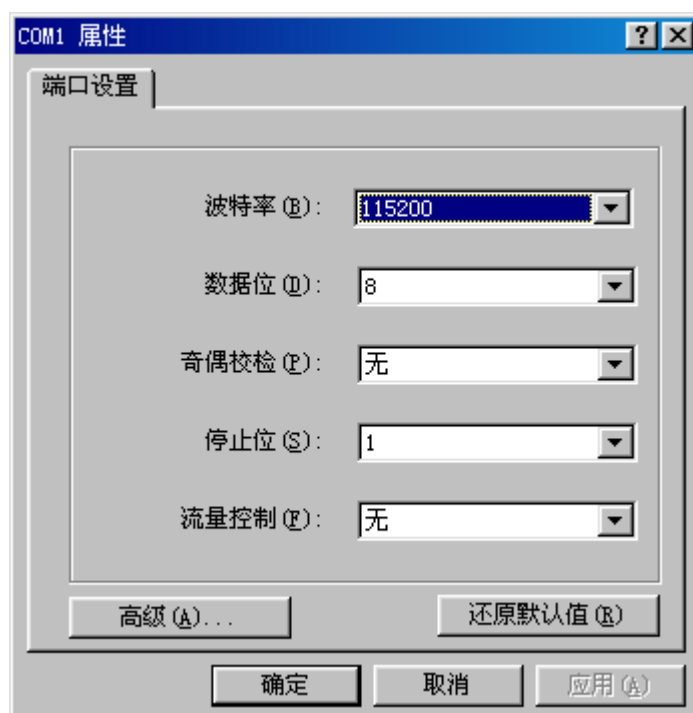 COM1 属性
端口设置
波特率(B): 115200
数据位(D): 8
奇偶校检(P): 无
停止位(S): 1
流量控制(F): 无
高级(A)... 还原默认值(R)
确定 取消 应用(A)